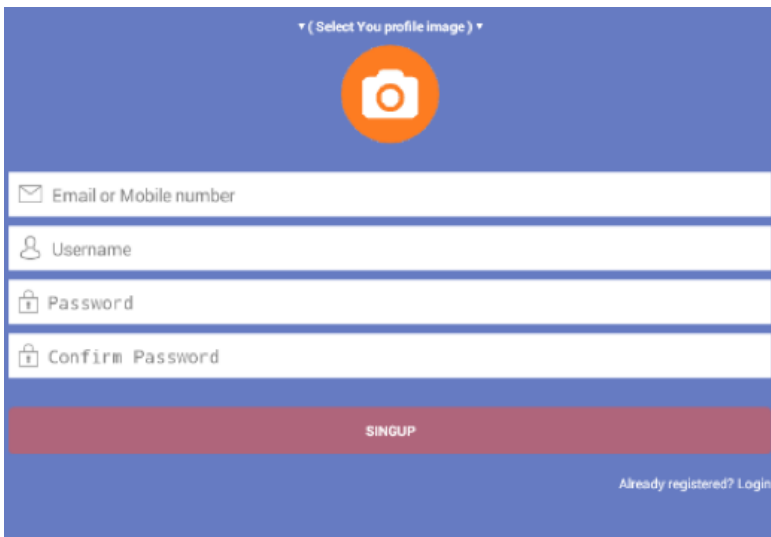 ▾ ( Select You profile image ) ▾
Email or Mobile number
Username
Password
Confirm Password
SINGUP
Already registered? Login